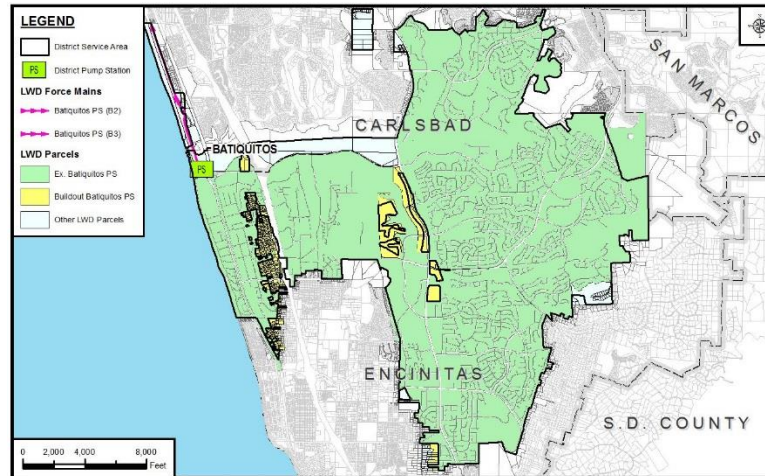 LEGEND
District Service Area
PS
District Pump Station
LWD Force Mains
Batiquitos PS (B2)
Batiquitos PS (B3)
LWD Parcels
Ex. Batiquitos PS
Buildout Batiquitos PS
Other LWD Parcels
SAN MARCOS
CARLSBAD
BATIQUITOS
PS
ENCINITAS
S.D. COUNTY
0 2,000 4,000 8,000
Feet